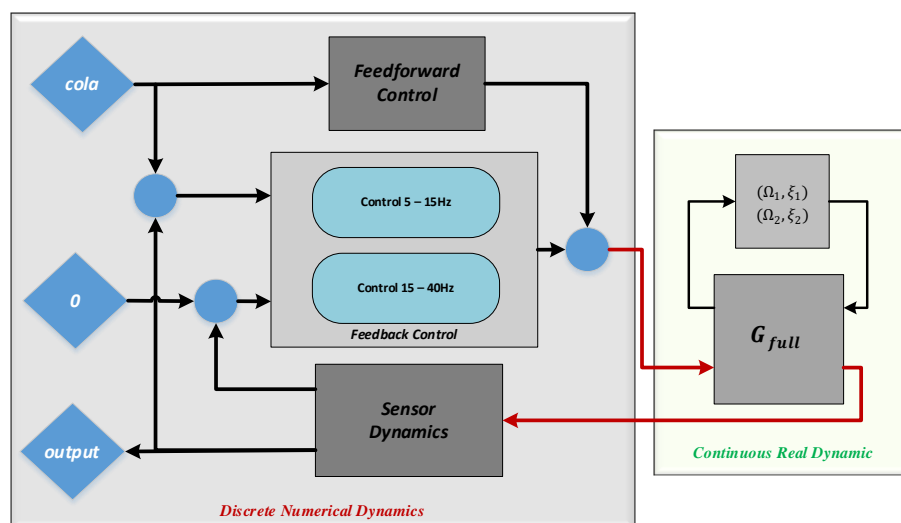 cola
Feedforward
Control
Control 5 – 15Hz
(Ω₁, ξ₁)
(Ω₂, ξ₂)
0
Control 15 – 40Hz
Feedback Control
G_full
Sensor
Dynamics
output
Continuous Real Dynamic
Discrete Numerical Dynamics